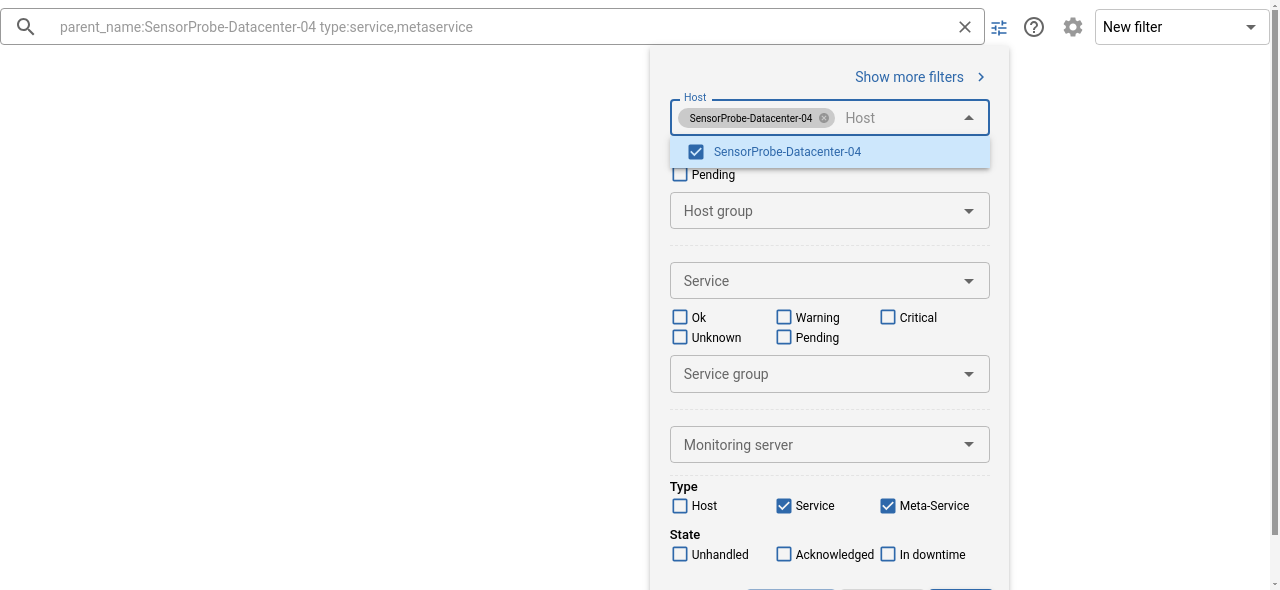 parent_name:SensorProbe-Datacenter-04 type:service,metaservice
New filter
Show more filters
Host
SensorProbe-Datacenter-04 Host
SensorProbe-Datacenter-04
Pending
Host group
Service
Ok Warning Critical
Unknown Pending
Service group
Monitoring server
Type
Host Service Meta-Service
State
Unhandled Acknowledged In downtime